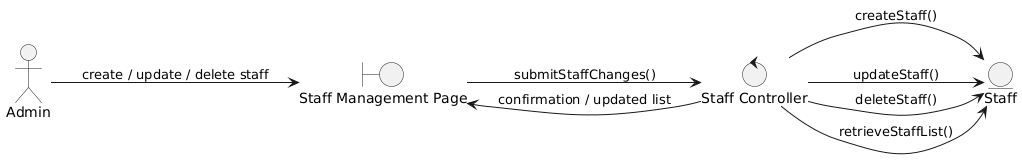 createStaff()
create / update / delete staff
submitStaffChanges()
updateStaff()
confirmation / updated list
deleteStaff()
Admin
Staff Management Page
Staff Controller
Staff
retrieveStaffList()